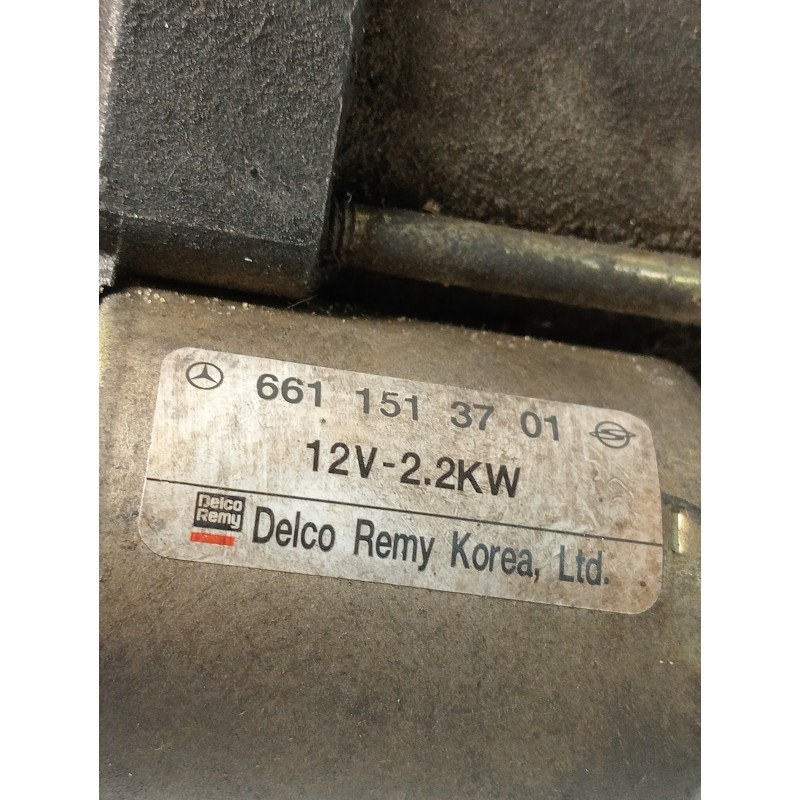 661 151 37 01
12V-2.2KW
Delco
Remy
Delco Remy Korea, Ltd.